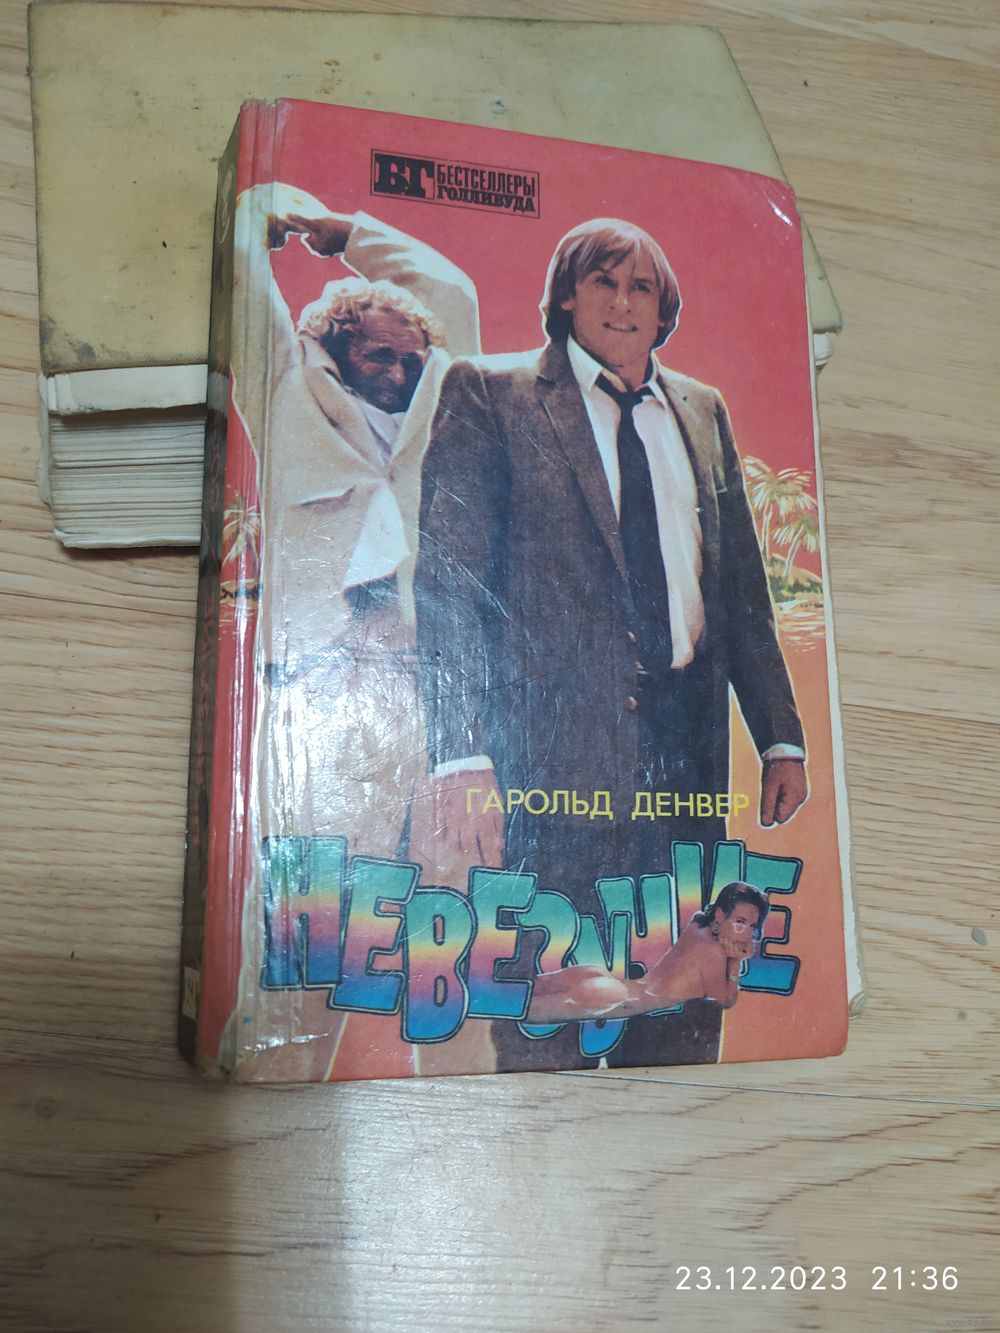 БГ БЕСТСЕЛЛЕРЫ
ГОЛЛИВУДА
ГАРОЛЬД ДЕНВЕР
НЕВЕЗУЧИЕ
23.12.2023 21:36